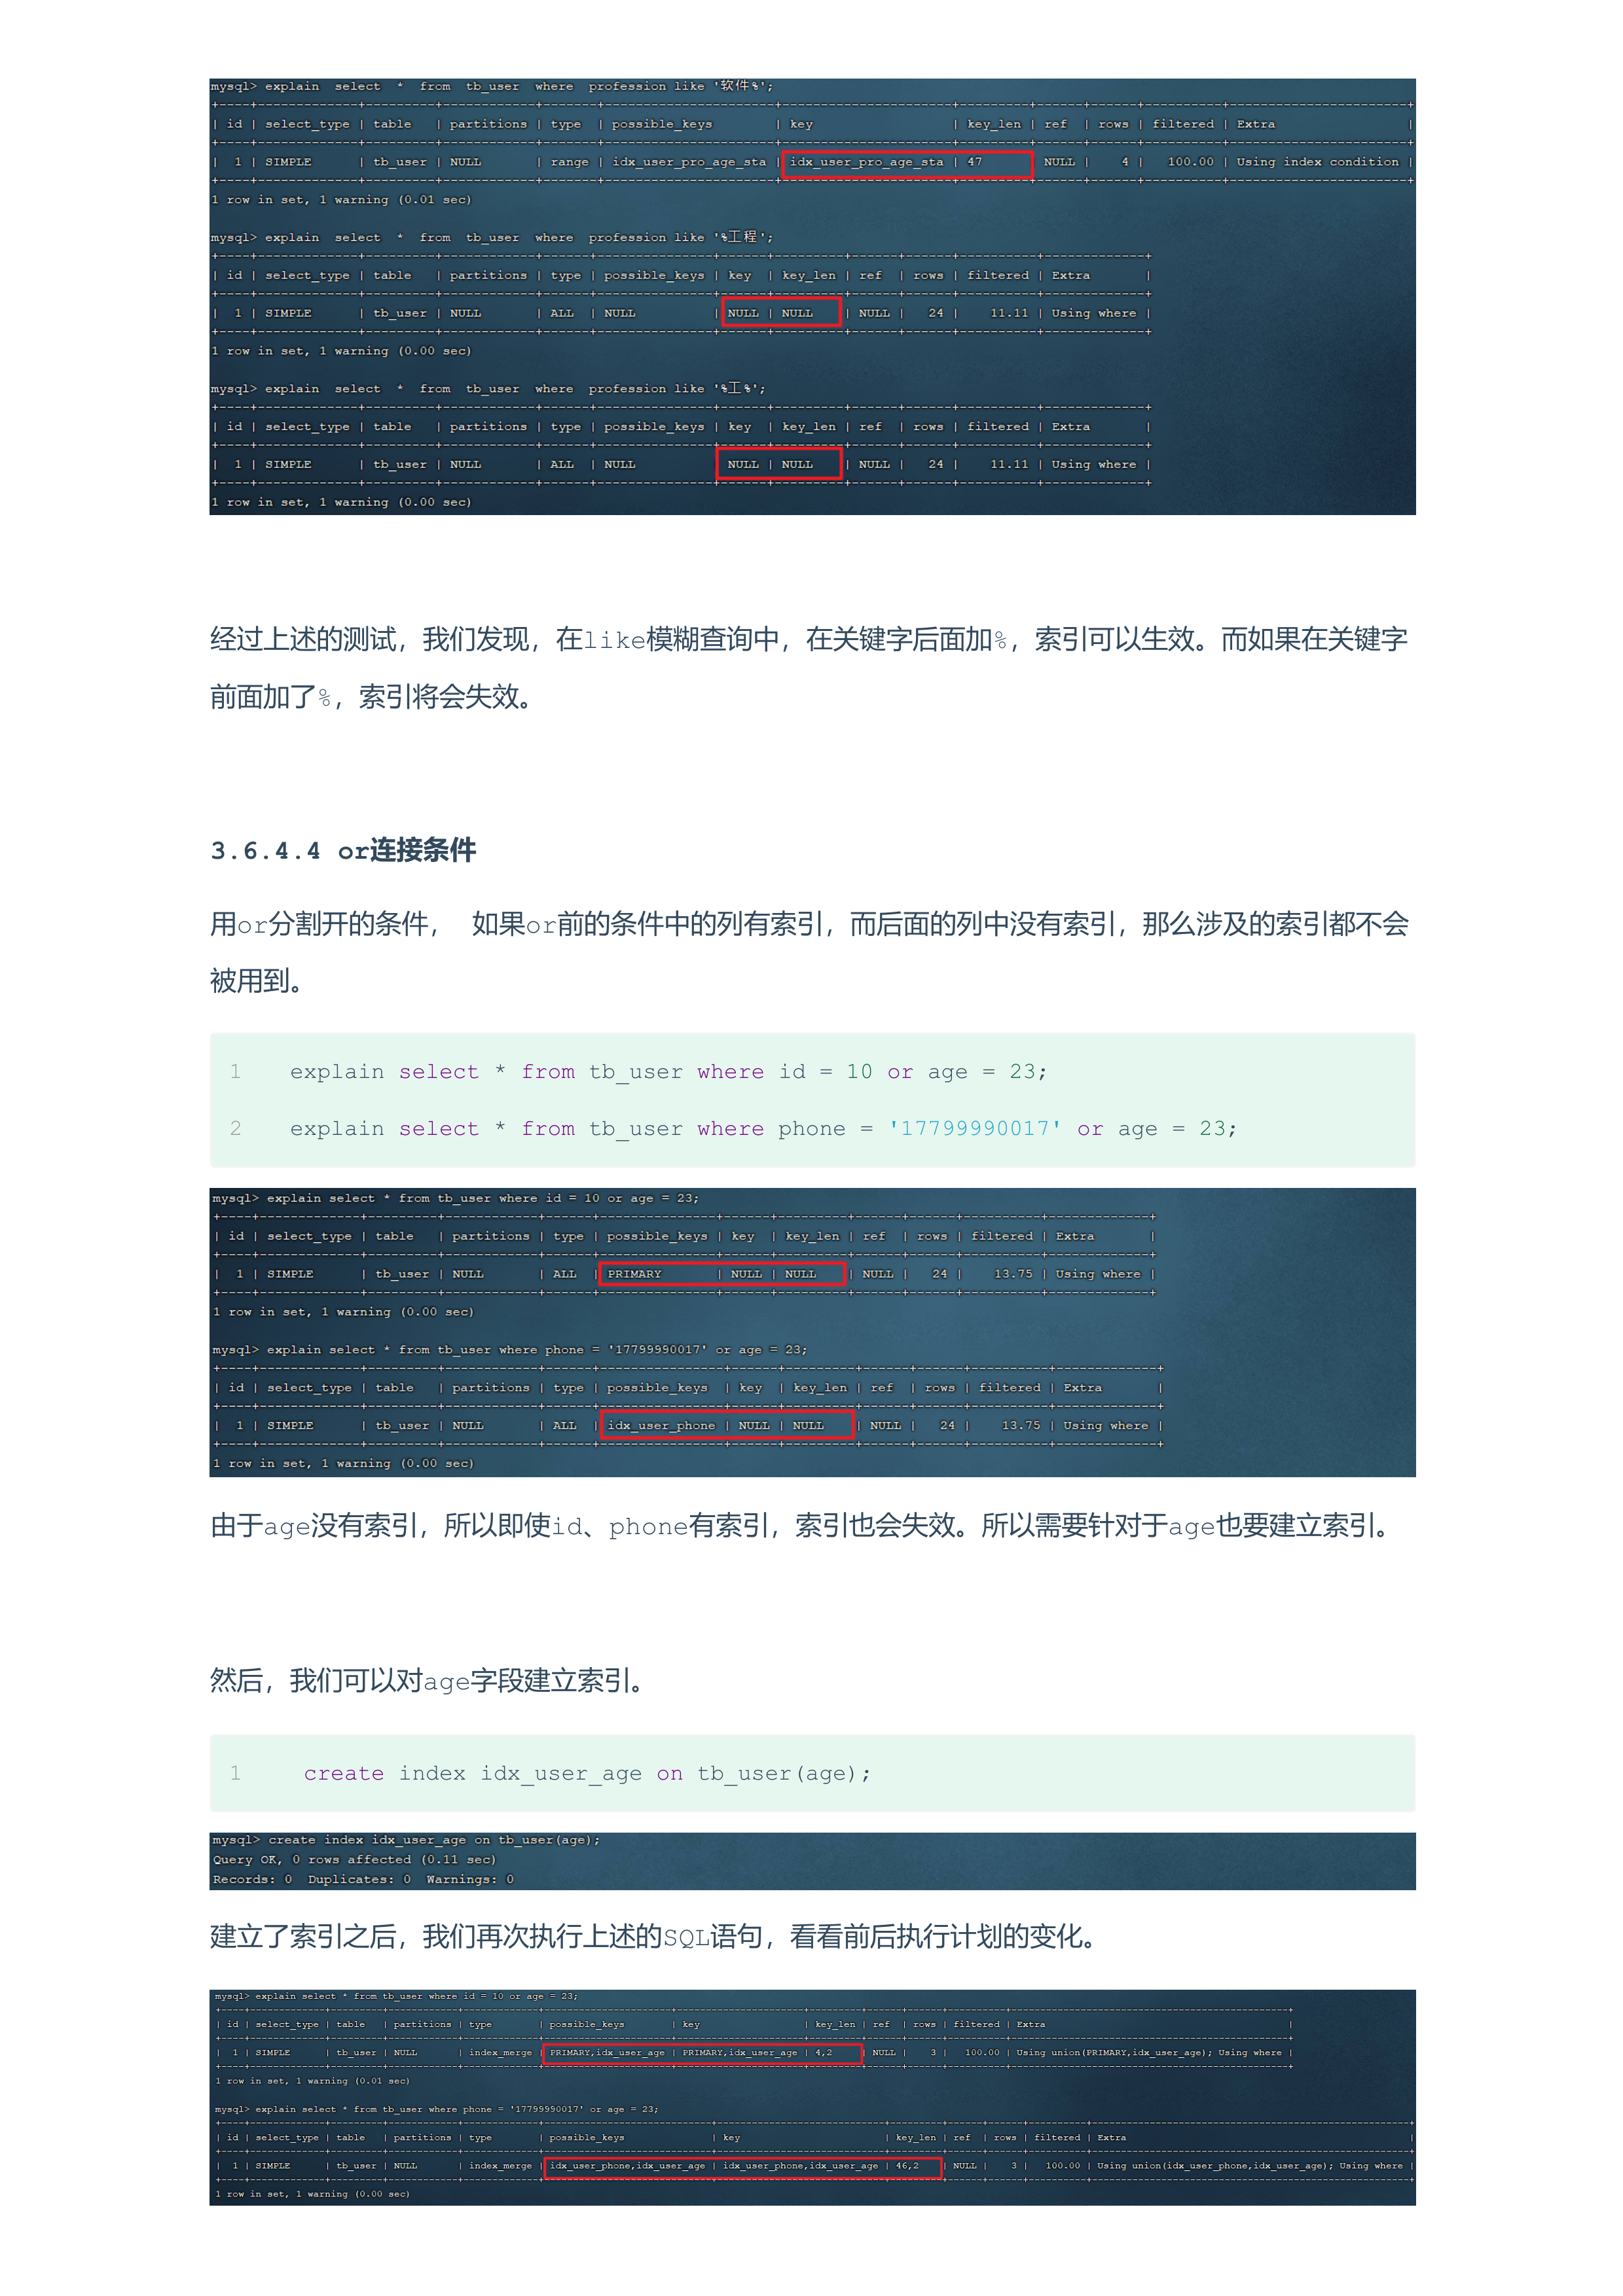 mysql> explain  select  *  from  tb_user  where  profession like '软件%';
+----+-------------+---------+------------+-------+----------------------+----------------------+---------+------+------+----------+-----------------------+
| id | select_type | table   | partitions | type  | possible_keys        | key                  | key_len | ref  | rows | filtered | Extra                 |
+----+-------------+---------+------------+-------+----------------------+----------------------+---------+------+------+----------+-----------------------+
|  1 | SIMPLE      | tb_user | NULL       | range | idx_user_pro_age_sta | idx_user_pro_age_sta | 47      | NULL |    4 |   100.00 | Using index condition |
+----+-------------+---------+------------+-------+----------------------+----------------------+---------+------+------+----------+-----------------------+
1 row in set, 1 warning (0.01 sec)
mysql> explain  select  *  from  tb_user  where  profession like '%工程';
+----+-------------+---------+------------+------+---------------+------+---------+------+------+----------+-------------+
| id | select_type | table   | partitions | type | possible_keys | key  | key_len | ref  | rows | filtered | Extra       |
+----+-------------+---------+------------+------+---------------+------+---------+------+------+----------+-------------+
|  1 | SIMPLE      | tb_user | NULL       | ALL  | NULL          | NULL | NULL    | NULL |   24 |    11.11 | Using where |
+----+-------------+---------+------------+------+---------------+------+---------+------+------+----------+-------------+
1 row in set, 1 warning (0.00 sec)
mysql> explain  select  *  from  tb_user  where  profession like '%工%';
+----+-------------+---------+------------+------+---------------+------+---------+------+------+----------+-------------+
| id | select_type | table   | partitions | type | possible_keys | key  | key_len | ref  | rows | filtered | Extra       |
+----+-------------+---------+------------+------+---------------+------+---------+------+------+----------+-------------+
|  1 | SIMPLE      | tb_user | NULL       | ALL  | NULL          | NULL | NULL    | NULL |   24 |    11.11 | Using where |
+----+-------------+---------+------------+------+---------------+------+---------+------+------+----------+-------------+
1 row in set, 1 warning (0.00 sec)
经过上述的测试，我们发现，在like模糊查询中，在关键字后面加%，索引可以生效。而如果在关键字
前面加了%，索引将会失效。
3.6.4.4 or连接条件
用or分割开的条件， 如果or前的条件中的列有索引，而后面的列中没有索引，那么涉及的索引都不会
被用到。
1 explain select * from tb_user where id = 10 or age = 23;
2 explain select * from tb_user where phone = '17799990017' or age = 23;
mysql> explain select * from tb_user where id = 10 or age = 23;
+----+-------------+---------+------------+------+---------------+------+---------+------+------+----------+-------------+
| id | select_type | table   | partitions | type | possible_keys | key  | key_len | ref  | rows | filtered | Extra       |
+----+-------------+---------+------------+------+---------------+------+---------+------+------+----------+-------------+
|  1 | SIMPLE      | tb_user | NULL       | ALL  | PRIMARY       | NULL | NULL    | NULL |   24 |    13.75 | Using where |
+----+-------------+---------+------------+------+---------------+------+---------+------+------+----------+-------------+
1 row in set, 1 warning (0.00 sec)
mysql> explain select * from tb_user where phone = '17799990017' or age = 23;
+----+-------------+---------+------------+------+----------------+------+---------+------+------+----------+-------------+
| id | select_type | table   | partitions | type | possible_keys  | key  | key_len | ref  | rows | filtered | Extra       |
+----+-------------+---------+------------+------+----------------+------+---------+------+------+----------+-------------+
|  1 | SIMPLE      | tb_user | NULL       | ALL  | idx_user_phone | NULL | NULL    | NULL |   24 |    13.75 | Using where |
+----+-------------+---------+------------+------+----------------+------+---------+------+------+----------+-------------+
1 row in set, 1 warning (0.00 sec)
由于age没有索引，所以即使id、phone有索引，索引也会失效。所以需要针对于age也要建立索引。
然后，我们可以对age字段建立索引。
1 create index idx_user_age on tb_user(age);
mysql> create index idx_user_age on tb_user(age);
Query OK, 0 rows affected (0.11 sec)
Records: 0  Duplicates: 0  Warnings: 0
建立了索引之后，我们再次执行上述的SQL语句，看看前后执行计划的变化。
mysql> explain select * from tb_user where id = 10 or age = 23;
+----+-------------+---------+------------+-------------+----------------------+----------------------+---------+------+------+----------+------------------------------------------------+
| id | select_type | table   | partitions | type        | possible_keys        | key                  | key_len | ref  | rows | filtered | Extra                                          |
+----+-------------+---------+------------+-------------+----------------------+----------------------+---------+------+------+----------+------------------------------------------------+
|  1 | SIMPLE      | tb_user | NULL       | index_merge | PRIMARY,idx_user_age | PRIMARY,idx_user_age | 4,2     | NULL |    3 |   100.00 | Using union(PRIMARY,idx_user_age); Using where |
+----+-------------+---------+------------+-------------+----------------------+----------------------+---------+------+------+----------+------------------------------------------------+
1 row in set, 1 warning (0.01 sec)
mysql> explain select * from tb_user where phone = '17799990017' or age = 23;
+----+-------------+---------+------------+-------------+-----------------------------+-----------------------------+---------+------+------+----------+-------------------------------------------------------+
| id | select_type | table   | partitions | type        | possible_keys               | key                         | key_len | ref  | rows | filtered | Extra                                                 |
+----+-------------+---------+------------+-------------+-----------------------------+-----------------------------+---------+------+------+----------+-------------------------------------------------------+
|  1 | SIMPLE      | tb_user | NULL       | index_merge | idx_user_phone,idx_user_age | idx_user_phone,idx_user_age | 46,2    | NULL |    3 |   100.00 | Using union(idx_user_phone,idx_user_age); Using where |
+----+-------------+---------+------------+-------------+-----------------------------+-----------------------------+---------+------+------+----------+-------------------------------------------------------+
1 row in set, 1 warning (0.00 sec)